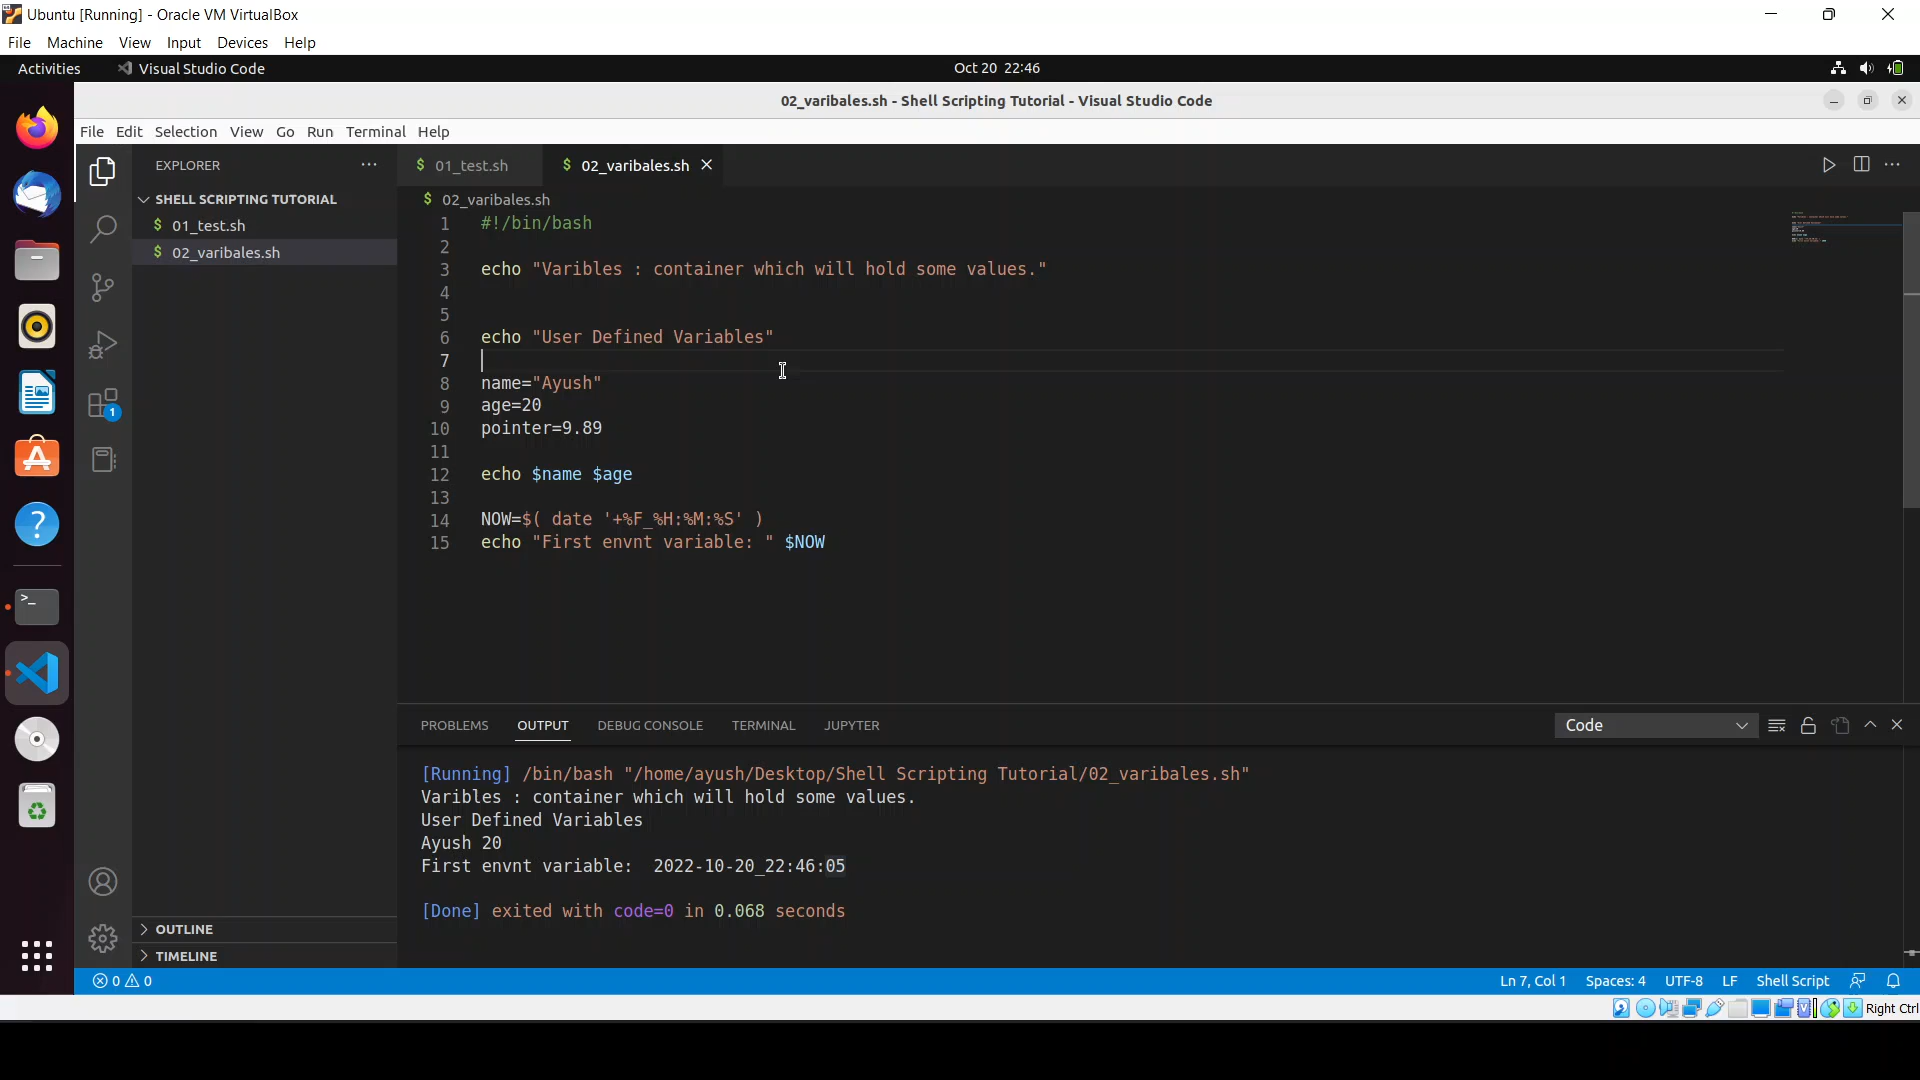 Ubuntu [Running] - Oracle VM VirtualBox
File Machine View Input Devices Help
Activities Visual Studio Code Oct 20 22:46
02_varibales.sh - Shell Scripting Tutorial - Visual Studio Code
File Edit Selection View Go Run Terminal Help
EXPLORER
$ 01_test.sh $ 02_varibales.sh
SHELL SCRIPTING TUTORIAL
$ 01_test.sh
$ 02_varibales.sh
$ 02_varibales.sh
1 #!/bin/bash
2
3 echo "Varibles : container which will hold some values."
4
5
6 echo "User Defined Variables"
7
8 name="Ayush"
9 age=20
10 pointer=9.89
11
12 echo $name $age
13
14 NOW=$( date '+%F_%H:%M:%S' )
15 echo "First envnt variable: " $NOW
1
PROBLEMS OUTPUT DEBUG CONSOLE TERMINAL JUPYTER Code
[Running] /bin/bash "/home/ayush/Desktop/Shell Scripting Tutorial/02_varibales.sh"
Varibles : container which will hold some values.
User Defined Variables
Ayush 20
First envnt variable:  2022-10-20_22:46:05
[Done] exited with code=0 in 0.068 seconds
OUTLINE
TIMELINE
0 0 Ln 7, Col 1 Spaces: 4 UTF-8 LF Shell Script
Right Ctrl